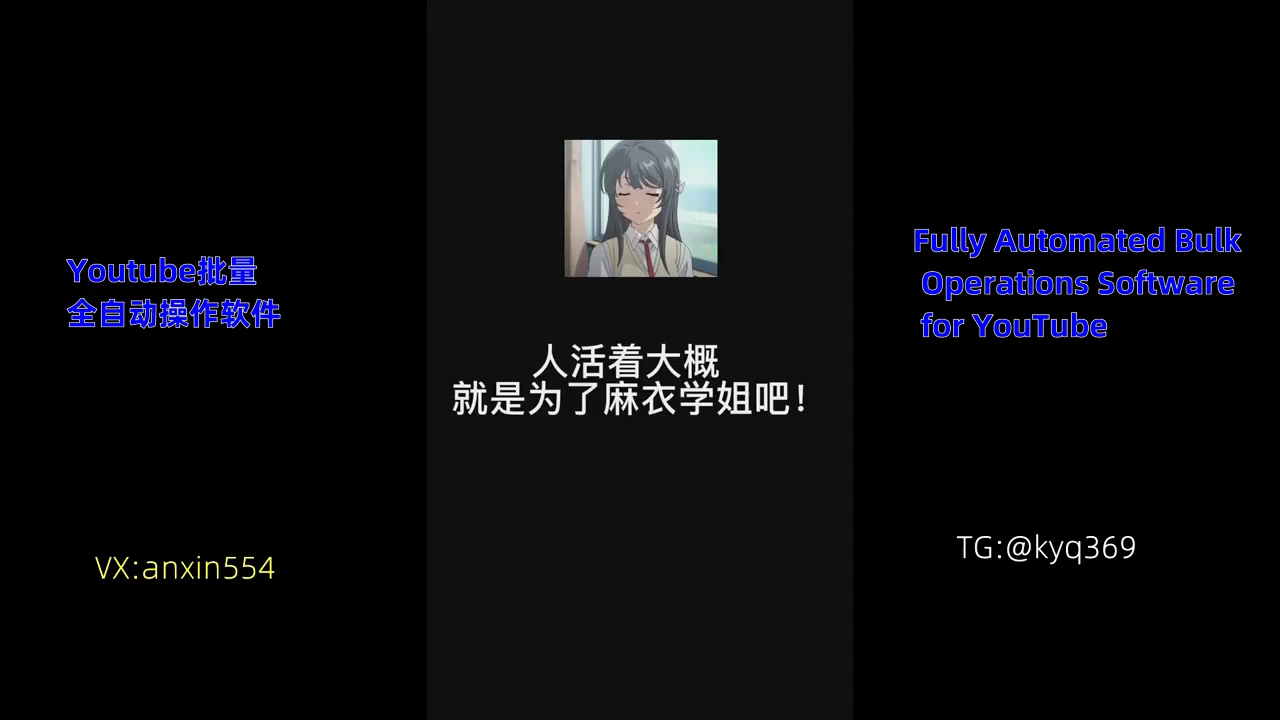 Youtube批量
全自动操作软件
VX:anxin554
人活着大概
就是为了麻衣学姐吧！
Fully Automated Bulk
Operations Software
for YouTube
TG:@kyq369